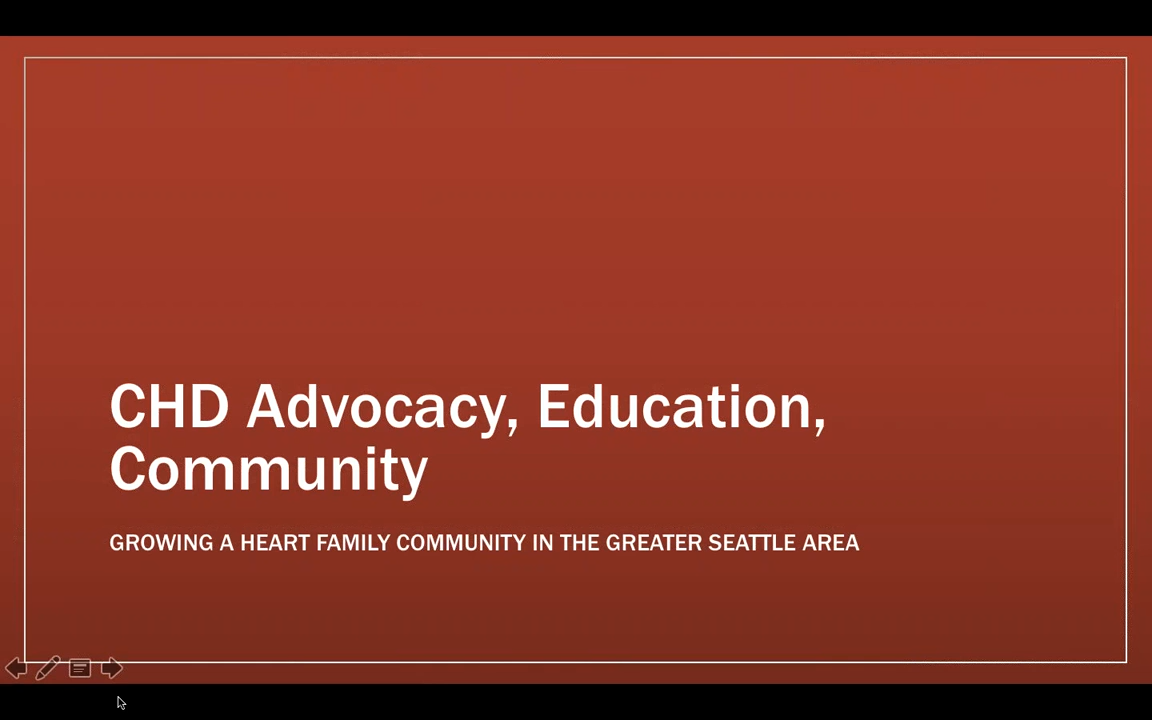 CHD Advocacy, Education,
Community
GROWING A HEART FAMILY COMMUNITY IN THE GREATER SEATTLE AREA